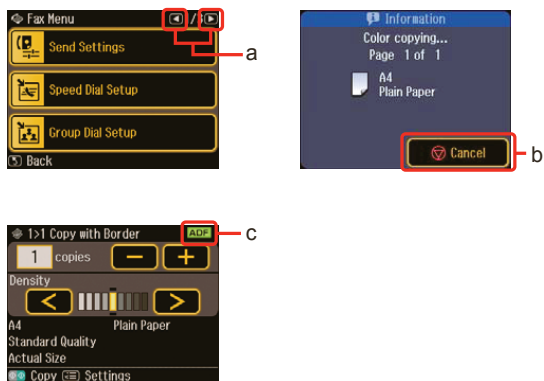 Fax Menu
Send Settings
Speed Dial Setup
Group Dial Setup
Back
a
Information
Color copying...
Page 1 of 1
A4
Plain Paper
Cancel
b
1>1 Copy with Border ADF
1 copies
Density
A4 Plain Paper
Standard Quality
Actual Size
Copy Settings
c